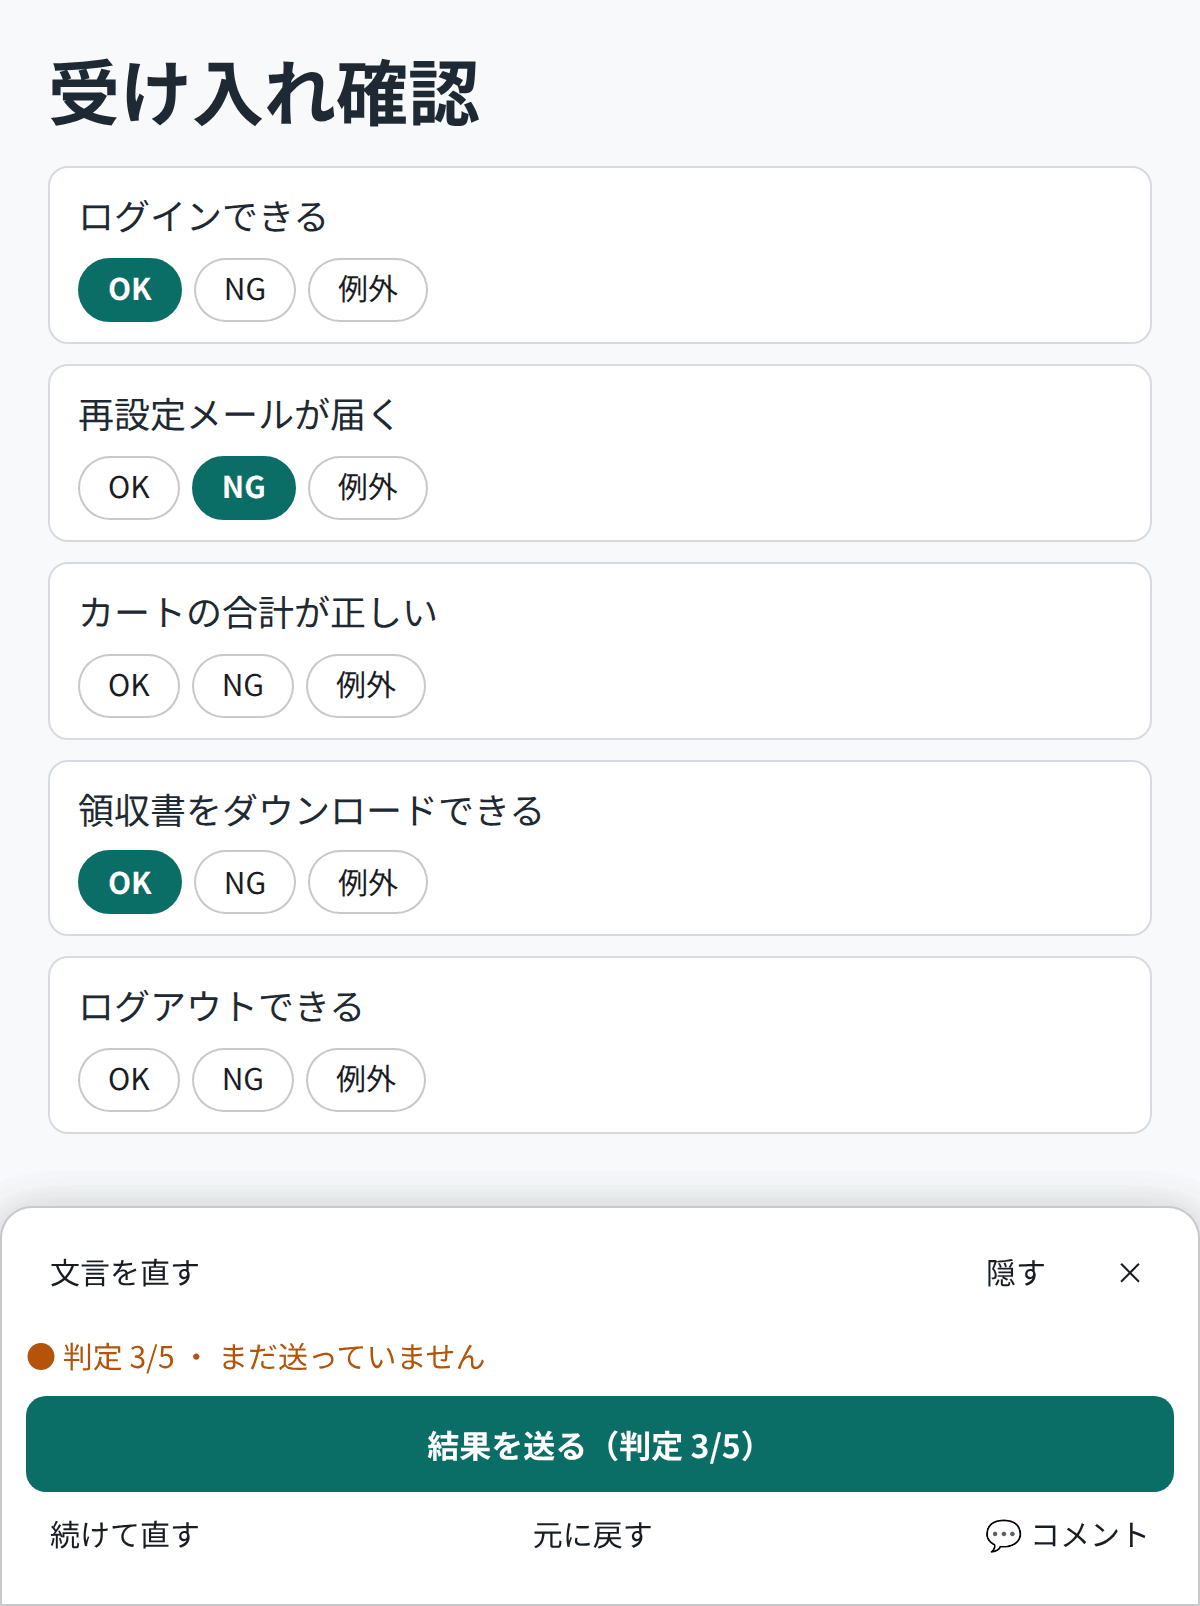 受け入れ確認
ログインできる
OK NG 例外
再設定メールが届く
OK NG 例外
カートの合計が正しい
OK NG 例外
領収書をダウンロードできる
OK NG 例外
ログアウトできる
OK NG 例外
文言を直す 隠す ×
判定 3/5 ・ まだ送っていません
結果を送る（判定 3/5）
続けて直す 元に戻す 💬 コメント